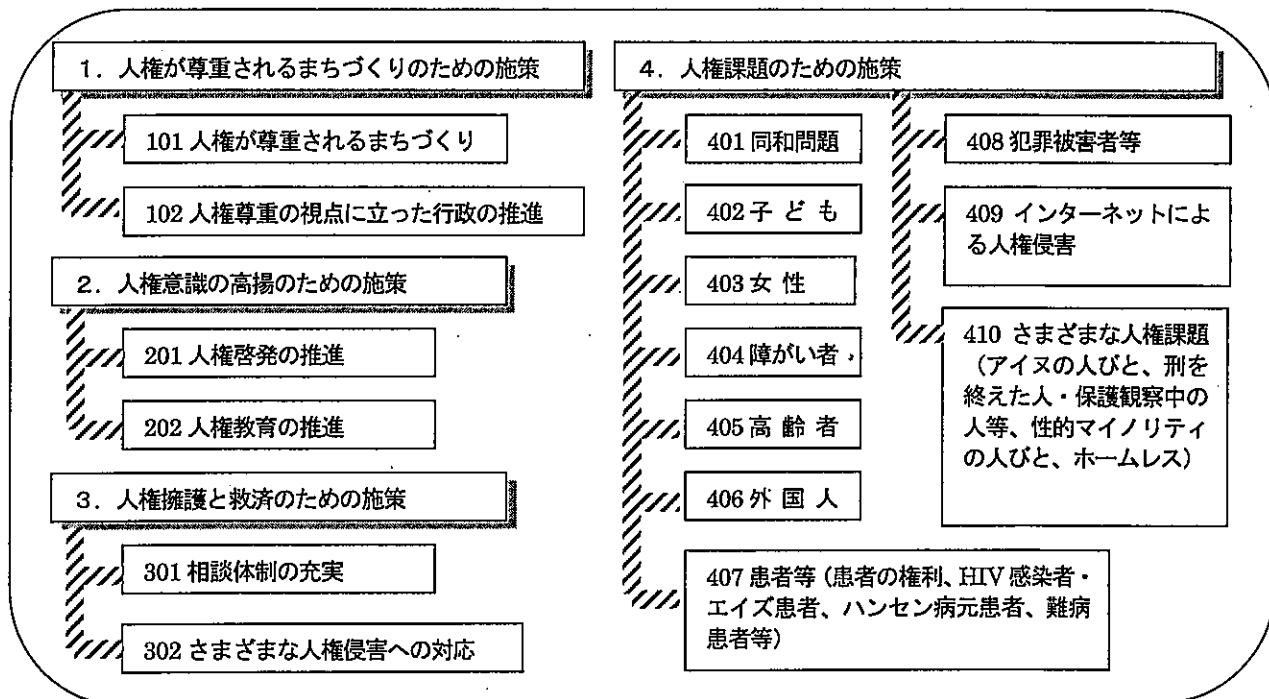 1．人権が尊重されるまちづくりのための施策
101 人権が尊重されるまちづくり
102 人権尊重の視点に立った行政の推進
2．人権意識の高揚のための施策
201 人権啓発の推進
202 人権教育の推進
3．人権擁護と救済のための施策
301 相談体制の充実
302 さまざまな人権侵害への対応
4．人権課題のための施策
401 同和問題
402 子 ど も
403 女 性
404 障がい者
405 高 齢 者
406 外 国 人
407 患者等（患者の権利、HIV 感染者・
エイズ患者、ハンセン病元患者、難病
患者等）
408 犯罪被害者等
409 インターネットによ
る人権侵害
410 さまざまな人権課題
（アイヌの人びと、刑を
終えた人・保護観察中の
人等、性的マイノリティ
の人びと、ホームレス）